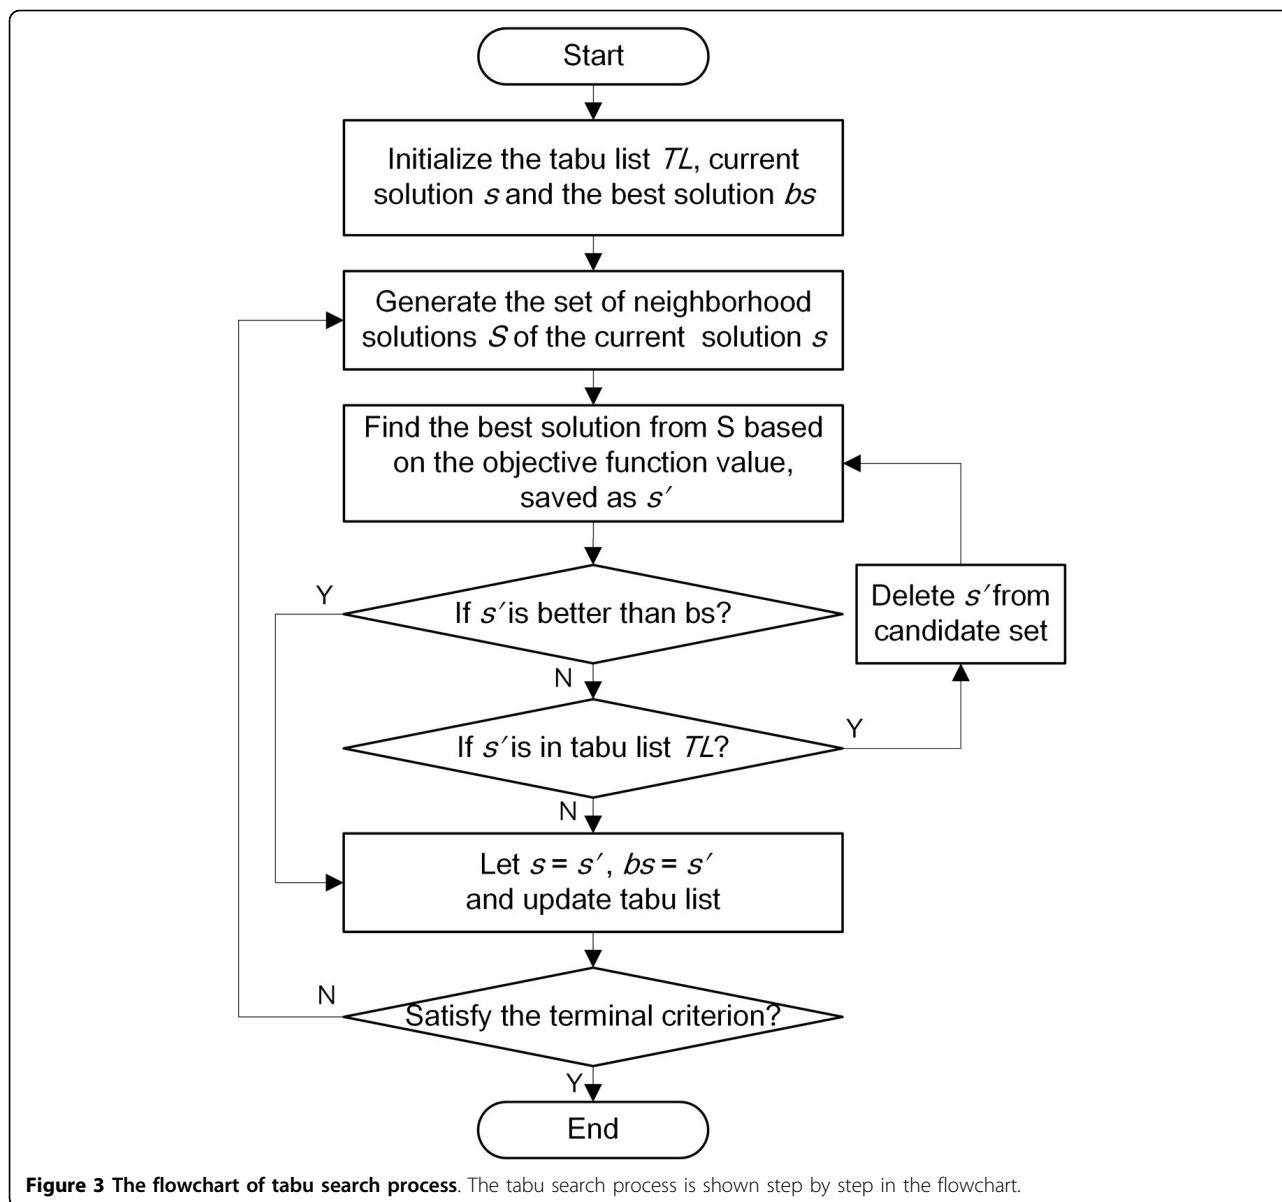 Start
Initialize the tabu list TL, current
solution s and the best solution bs
Generate the set of neighborhood
solutions S of the current solution s
Find the best solution from S based
on the objective function value,
saved as s′
Y
If s′ is better than bs?
Delete s′ from
candidate set
N
If s′ is in tabu list TL?
Y
N
Let s = s′, bs = s′
and update tabu list
N
Satisfy the terminal criterion?
Y
End
Figure 3 The flowchart of tabu search process. The tabu search process is shown step by step in the flowchart.